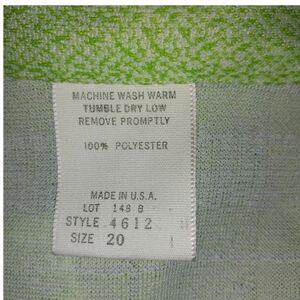 MACHINE WASH WARM
TUMBLE DRY LOW
REMOVE PROMPTLY
100% POLYESTER
MADE IN U.S.A.
LOT 148 8
STYLE 4612
SIZE 20